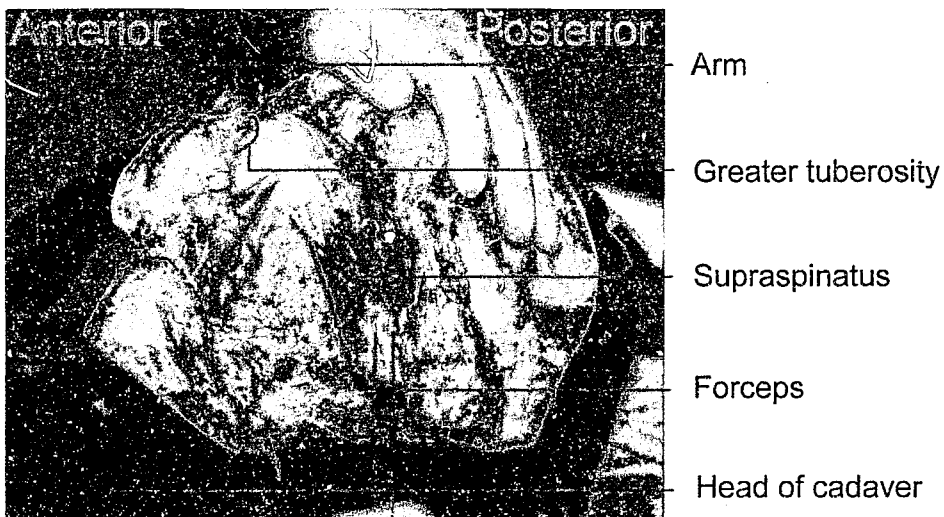 Anterior
Posterior
Arm
Greater tuberosity
Supraspinatus
Forceps
Head of cadaver